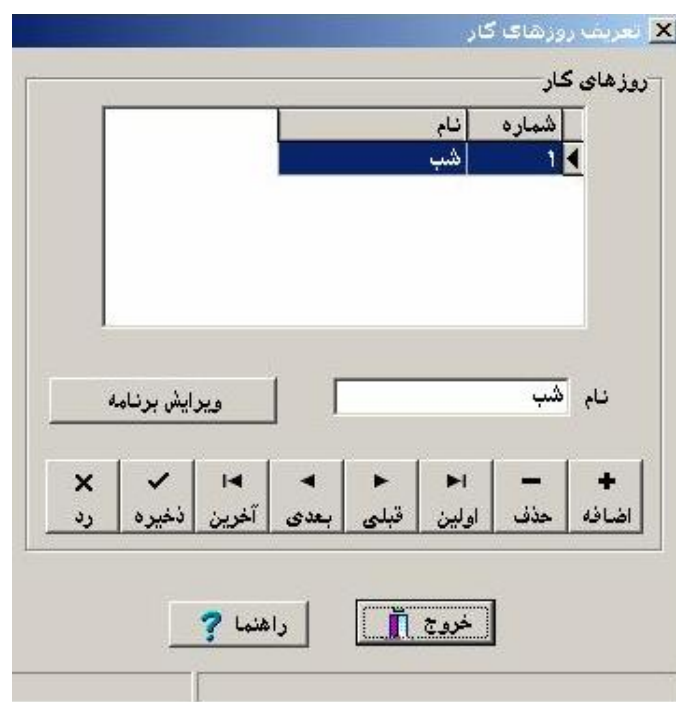 تعریف روزهای کار
روزهای کار
شماره نام
۱ شب
نام شب ویرایش برنامه
اضافه حذف اولین قبلی بعدی آخرین ذخیره رد
خروج راهنما